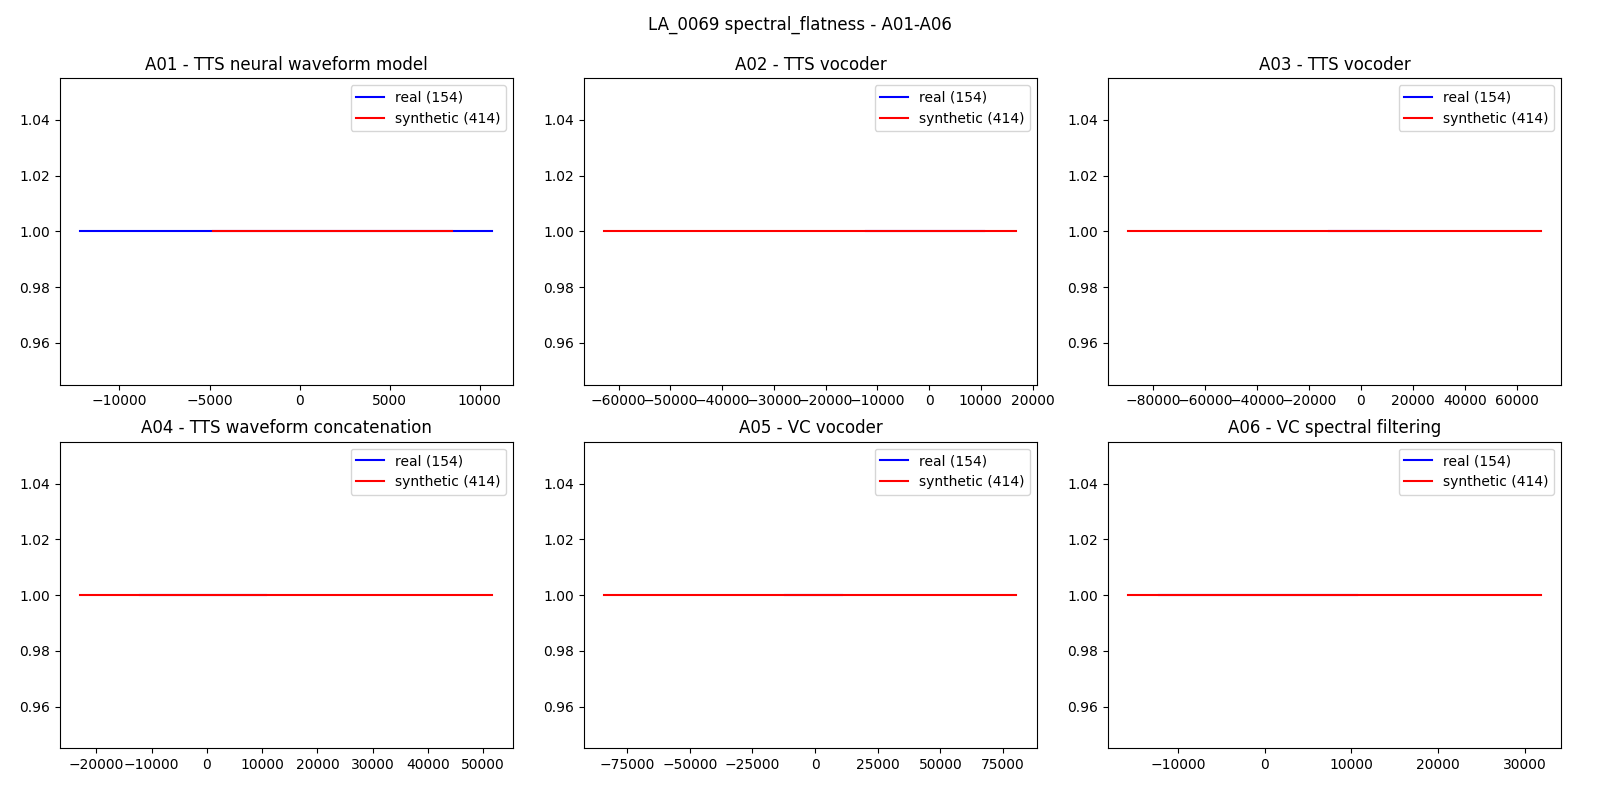 LA_0069 spectral_flatness - A01-A06
A01 - TTS neural waveform model
real (154)
synthetic (414)
1.04
1.02
1.00
0.98
0.96
−10000 −5000 0 5000 10000
A02 - TTS vocoder
real (154)
synthetic (414)
1.04
1.02
1.00
0.98
0.96
−60000 −50000 −40000 −30000 −20000 −10000 0 10000 20000
A03 - TTS vocoder
real (154)
synthetic (414)
1.04
1.02
1.00
0.98
0.96
−80000 −60000 −40000 −20000 0 20000 40000 60000
A04 - TTS waveform concatenation
real (154)
synthetic (414)
1.04
1.02
1.00
0.98
0.96
−20000 −10000 0 10000 20000 30000 40000 50000
A05 - VC vocoder
real (154)
synthetic (414)
1.04
1.02
1.00
0.98
0.96
−75000 −50000 −25000 0 25000 50000 75000
A06 - VC spectral filtering
real (154)
synthetic (414)
1.04
1.02
1.00
0.98
0.96
−10000 0 10000 20000 30000